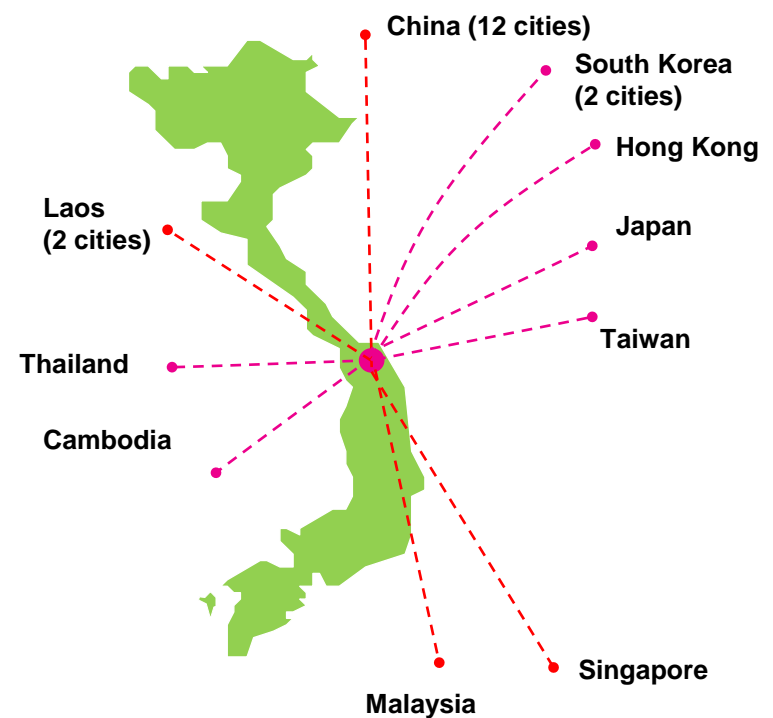 China (12 cities)
South Korea
(2 cities)
Hong Kong
Laos
(2 cities)
Japan
Taiwan
Thailand
Cambodia
Singapore
Malaysia